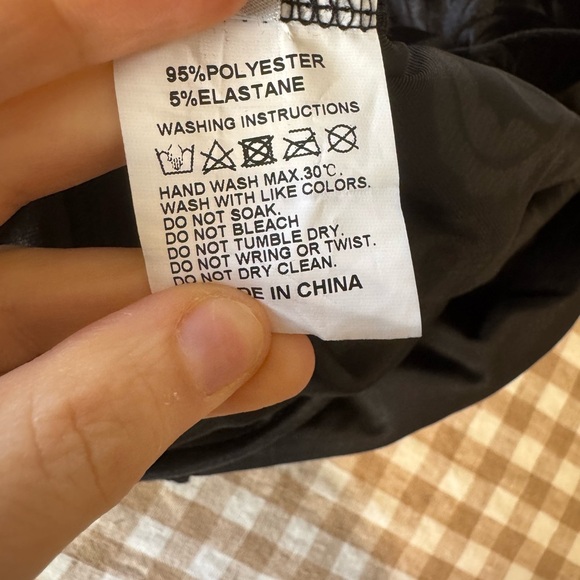 95%POLYESTER
5%ELASTANE
WASHING INSTRUCTIONS
HAND WASH MAX.30℃.
WASH WITH LIKE COLORS.
DO NOT SOAK.
DO NOT BLEACH
DO NOT TUMBLE DRY.
DO NOT WRING OR TWIST.
DO NOT DRY CLEAN.
IN CHINA